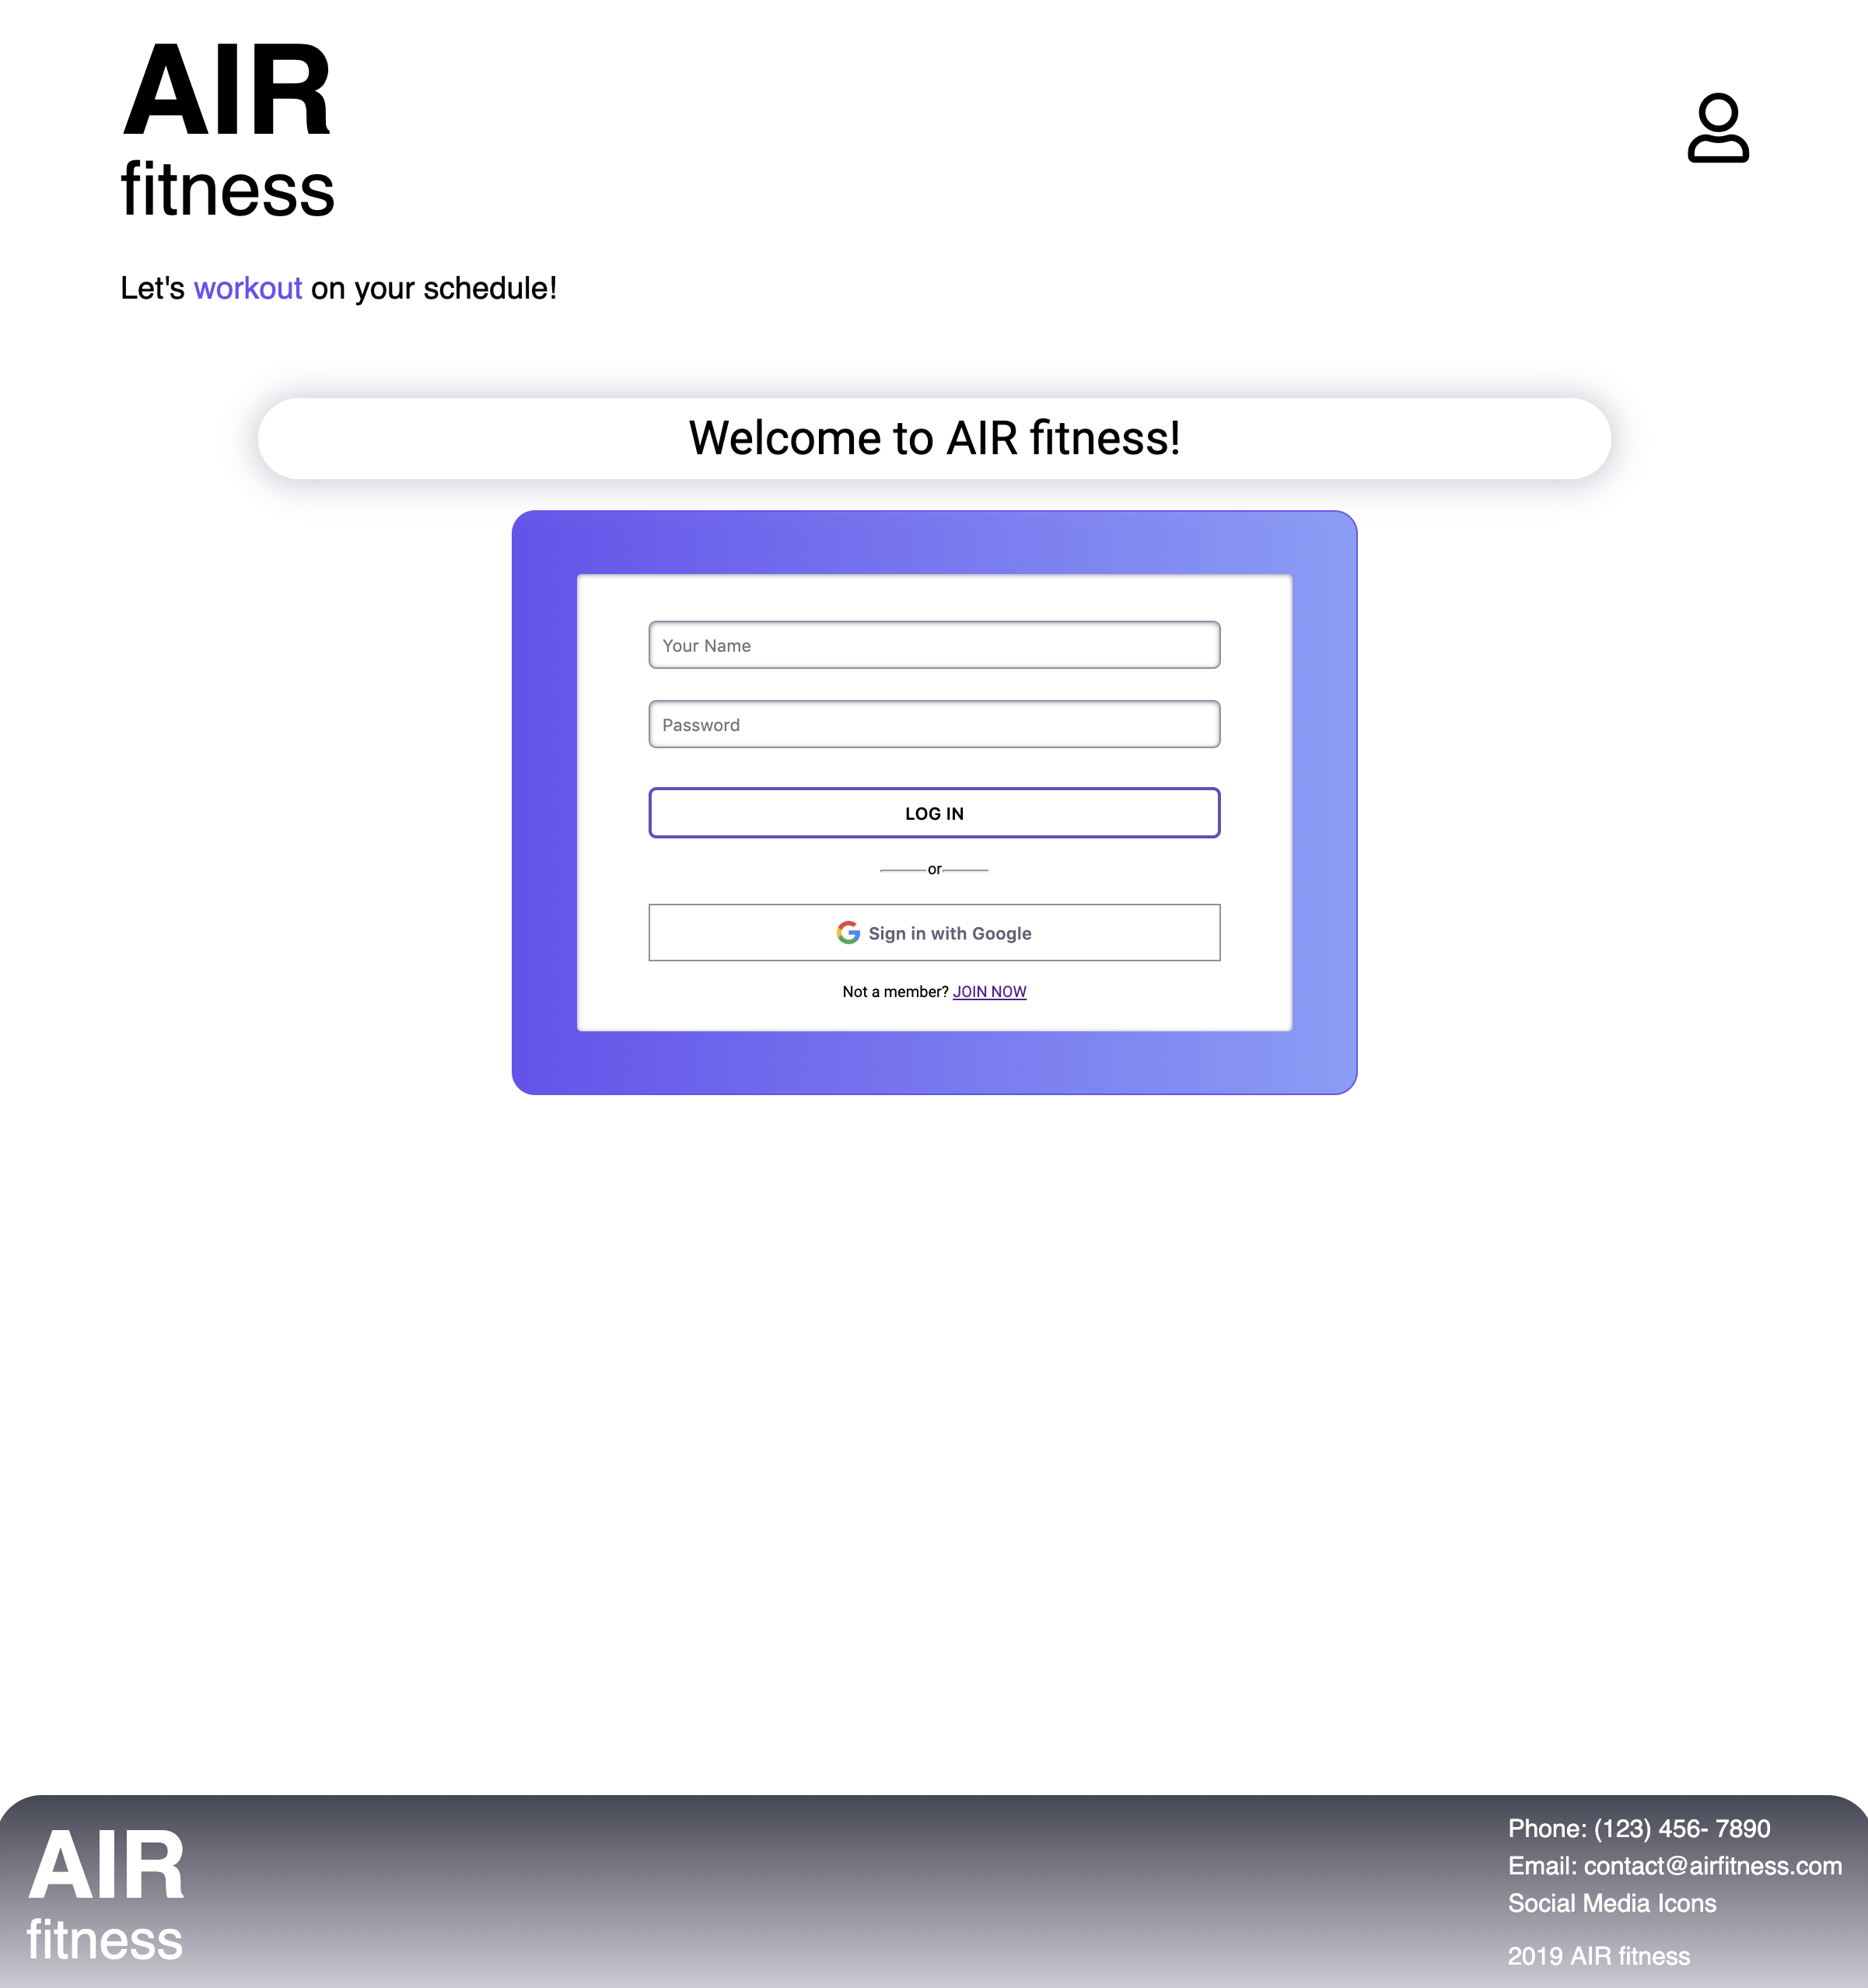 AIR
fitness
Let's workout on your schedule!
Welcome to AIR fitness!
Your Name
Password
LOG IN
or
Sign in with Google
Not a member? JOIN NOW
AIR
fitness
Phone: (123) 456- 7890
Email: contact@airfitness.com
Social Media Icons
2019 AIR fitness